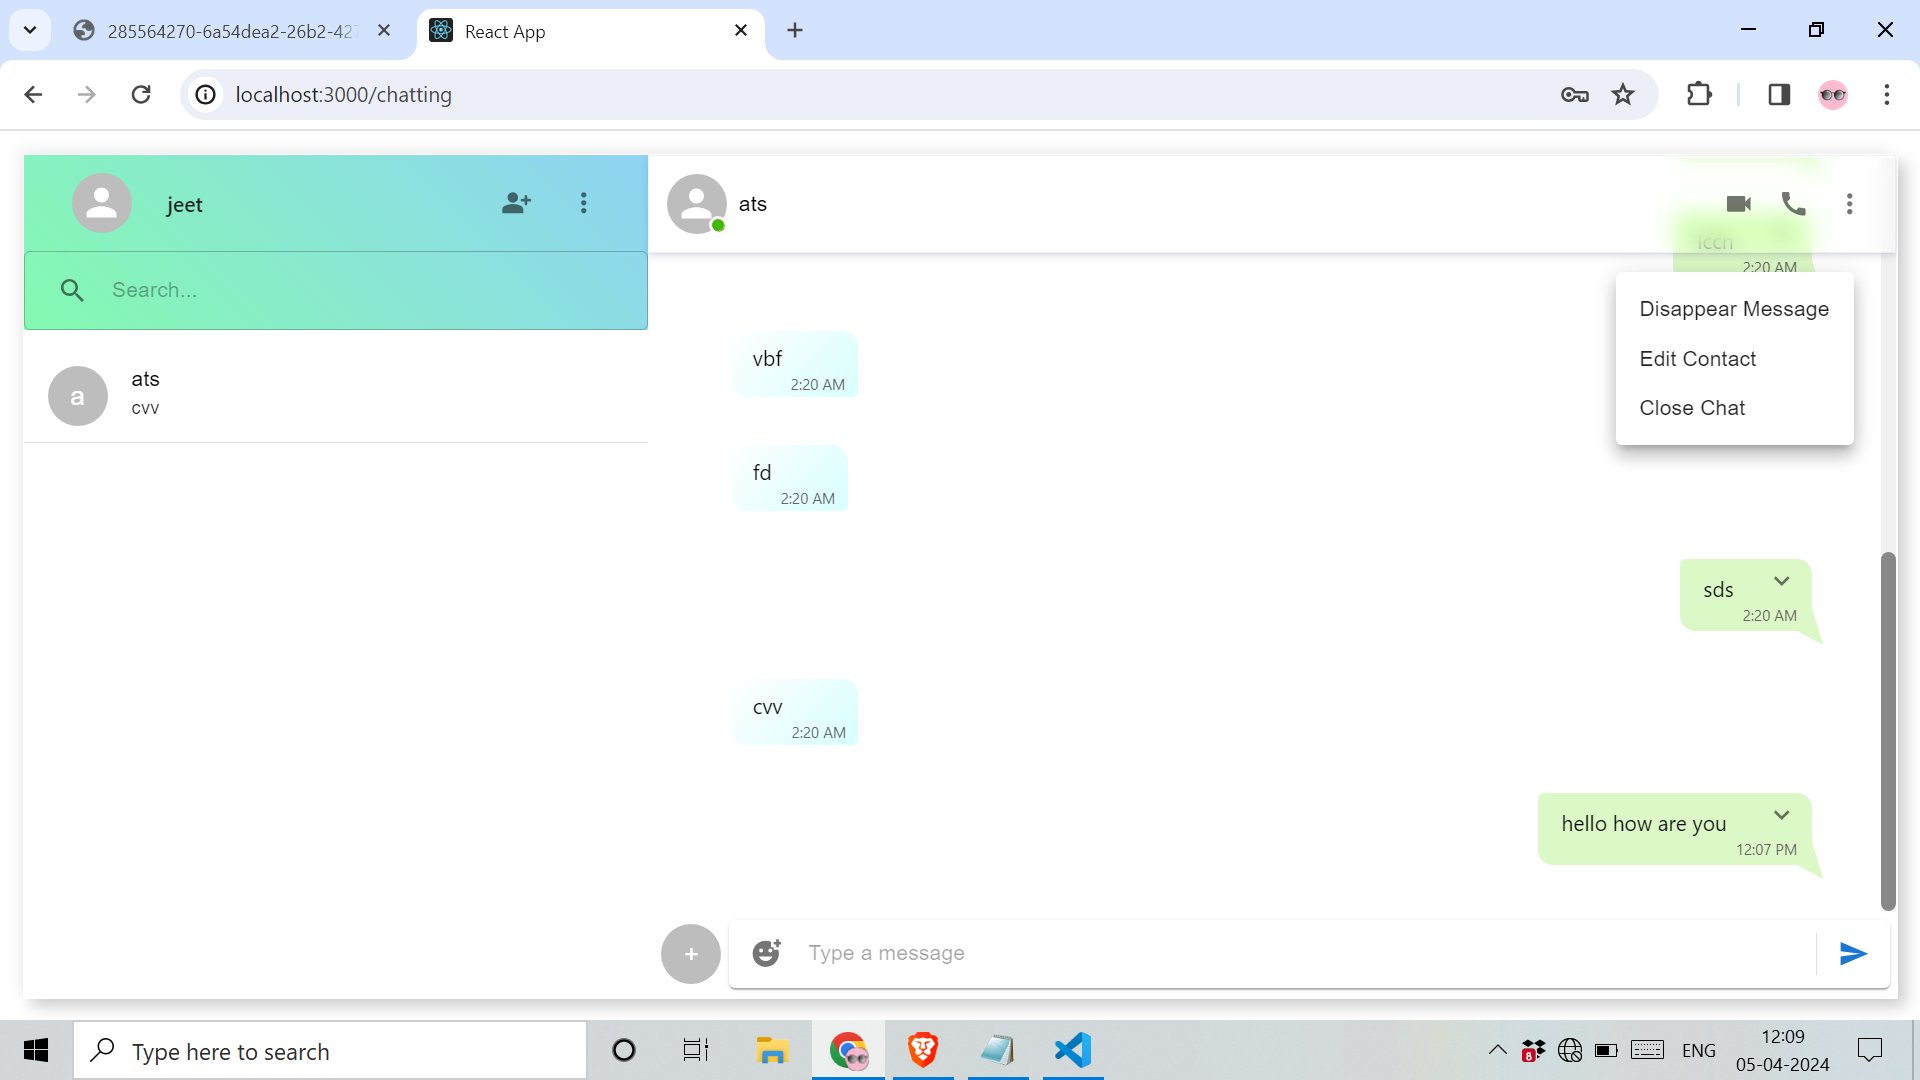 285564270-6a54dea2-26b2-427
React App
localhost:3000/chatting
jeet
Search...
a
ats
cvv
ats
2:20 AM
Disappear Message
Edit Contact
Close Chat
vbf
2:20 AM
fd
2:20 AM
sds
2:20 AM
cvv
2:20 AM
hello how are you
12:07 PM
+
Type a message
Type here to search
8
ENG
12:09
05-04-2024